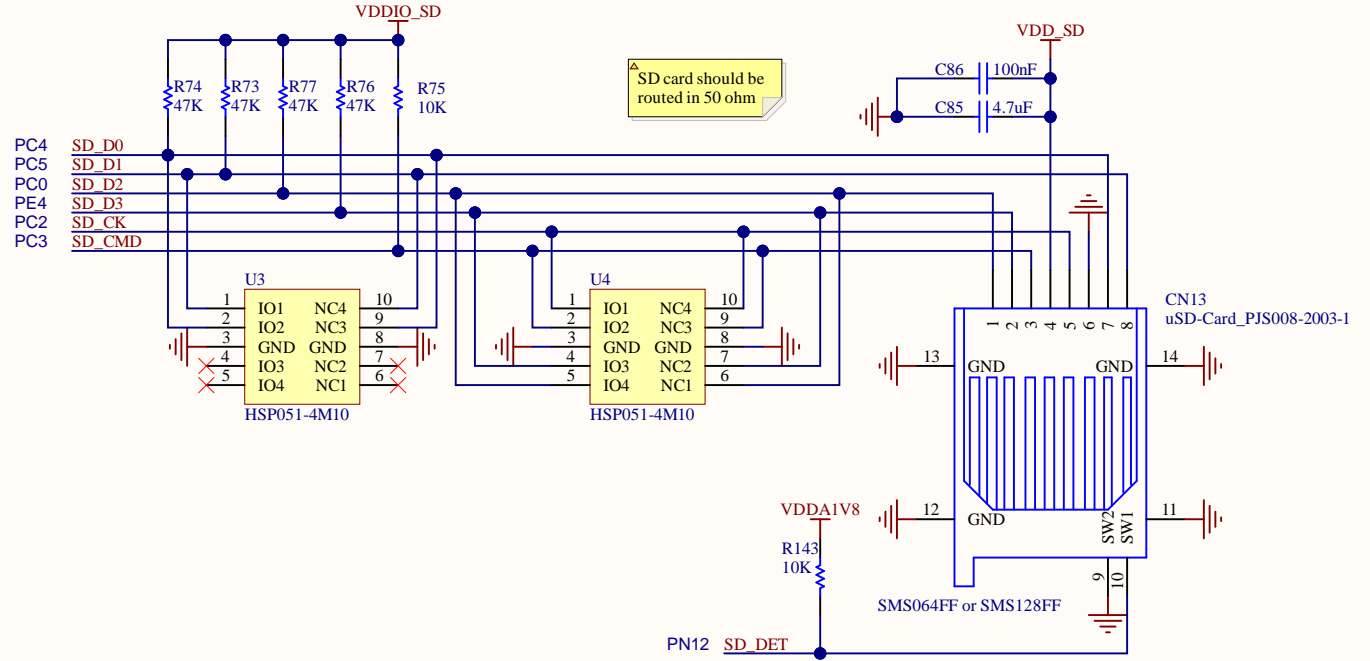 VDDIO_SD
VDD_SD
R74
47K
R73
47K
R77
47K
R76
47K
R75
10K
SD card should be
routed in 50 ohm
C86 100nF
C85 4.7uF
PC4 SD_D0
PC5 SD_D1
PC0 SD_D2
PE4 SD_D3
PC2 SD_CK
PC3 SD_CMD
U3
1 IO1 NC4 10
2 IO2 NC3 9
3 GND GND 8
4 IO3 NC2 7
5 IO4 NC1 6
HSP051-4M10
U4
1 IO1 NC4 10
2 IO2 NC3 9
3 GND GND 8
4 IO3 NC2 7
5 IO4 NC1 6
HSP051-4M10
CN13
uSD-Card_PJS008-2003-1
1 2 3 4 5 6 7 8
13 GND GND 14
12 GND 11
SW2 SW1
9 10
SMS064FF or SMS128FF
VDDA1V8
R143
10K
PN12 SD_DET